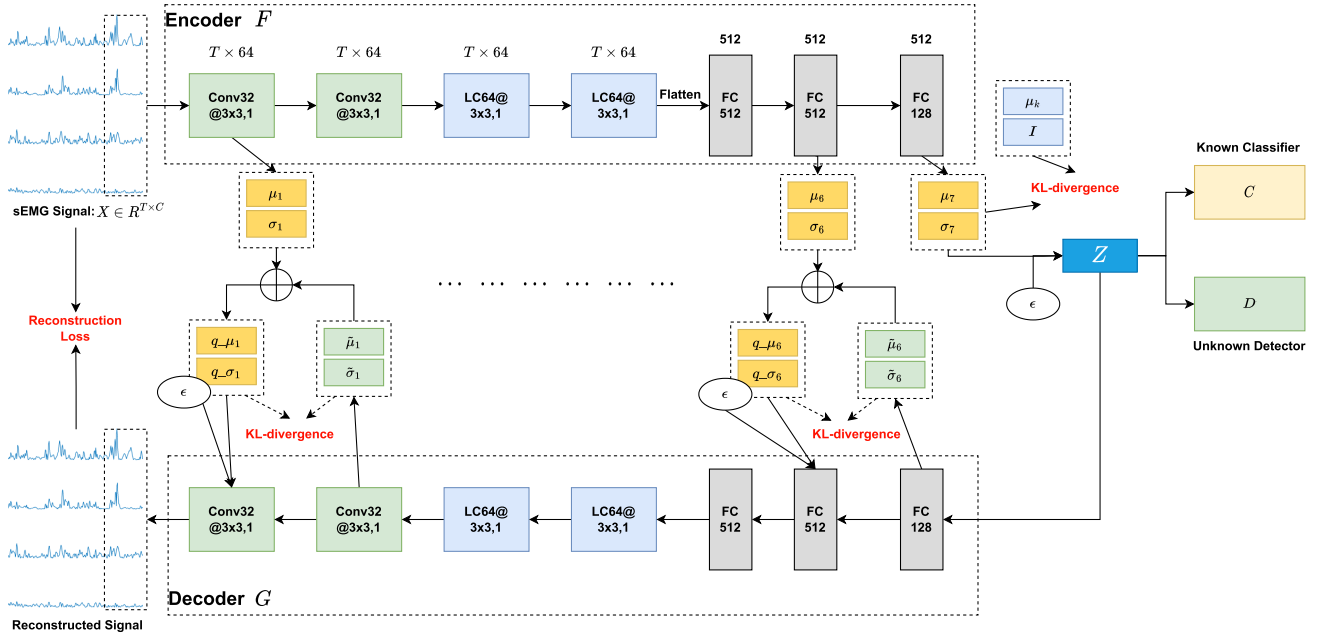 Encoder F
T × 64
T × 64
T × 64
T × 64
512
512
512
Conv32
@3x3,1
Conv32
@3x3,1
LC64@
3x3,1
LC64@
3x3,1
Flatten
FC
512
FC
512
FC
128
μ_k
I
KL-divergence
Known Classifier
C
sEMG Signal: X ∈ R^{T×C}
μ₁
σ₁
μ₆
σ₆
μ₇
σ₇
Z
ϵ
D
Unknown Detector
... ... ... ... ... ...
Reconstruction
Loss
q_μ₁
q_σ₁
ϵ
μ̃₁
σ̃₁
KL-divergence
q_μ₆
q_σ₆
ϵ
μ̃₆
σ̃₆
KL-divergence
Conv32
@3x3,1
Conv32
@3x3,1
LC64@
3x3,1
LC64@
3x3,1
FC
512
FC
512
FC
128
Decoder G
Reconstructed Signal